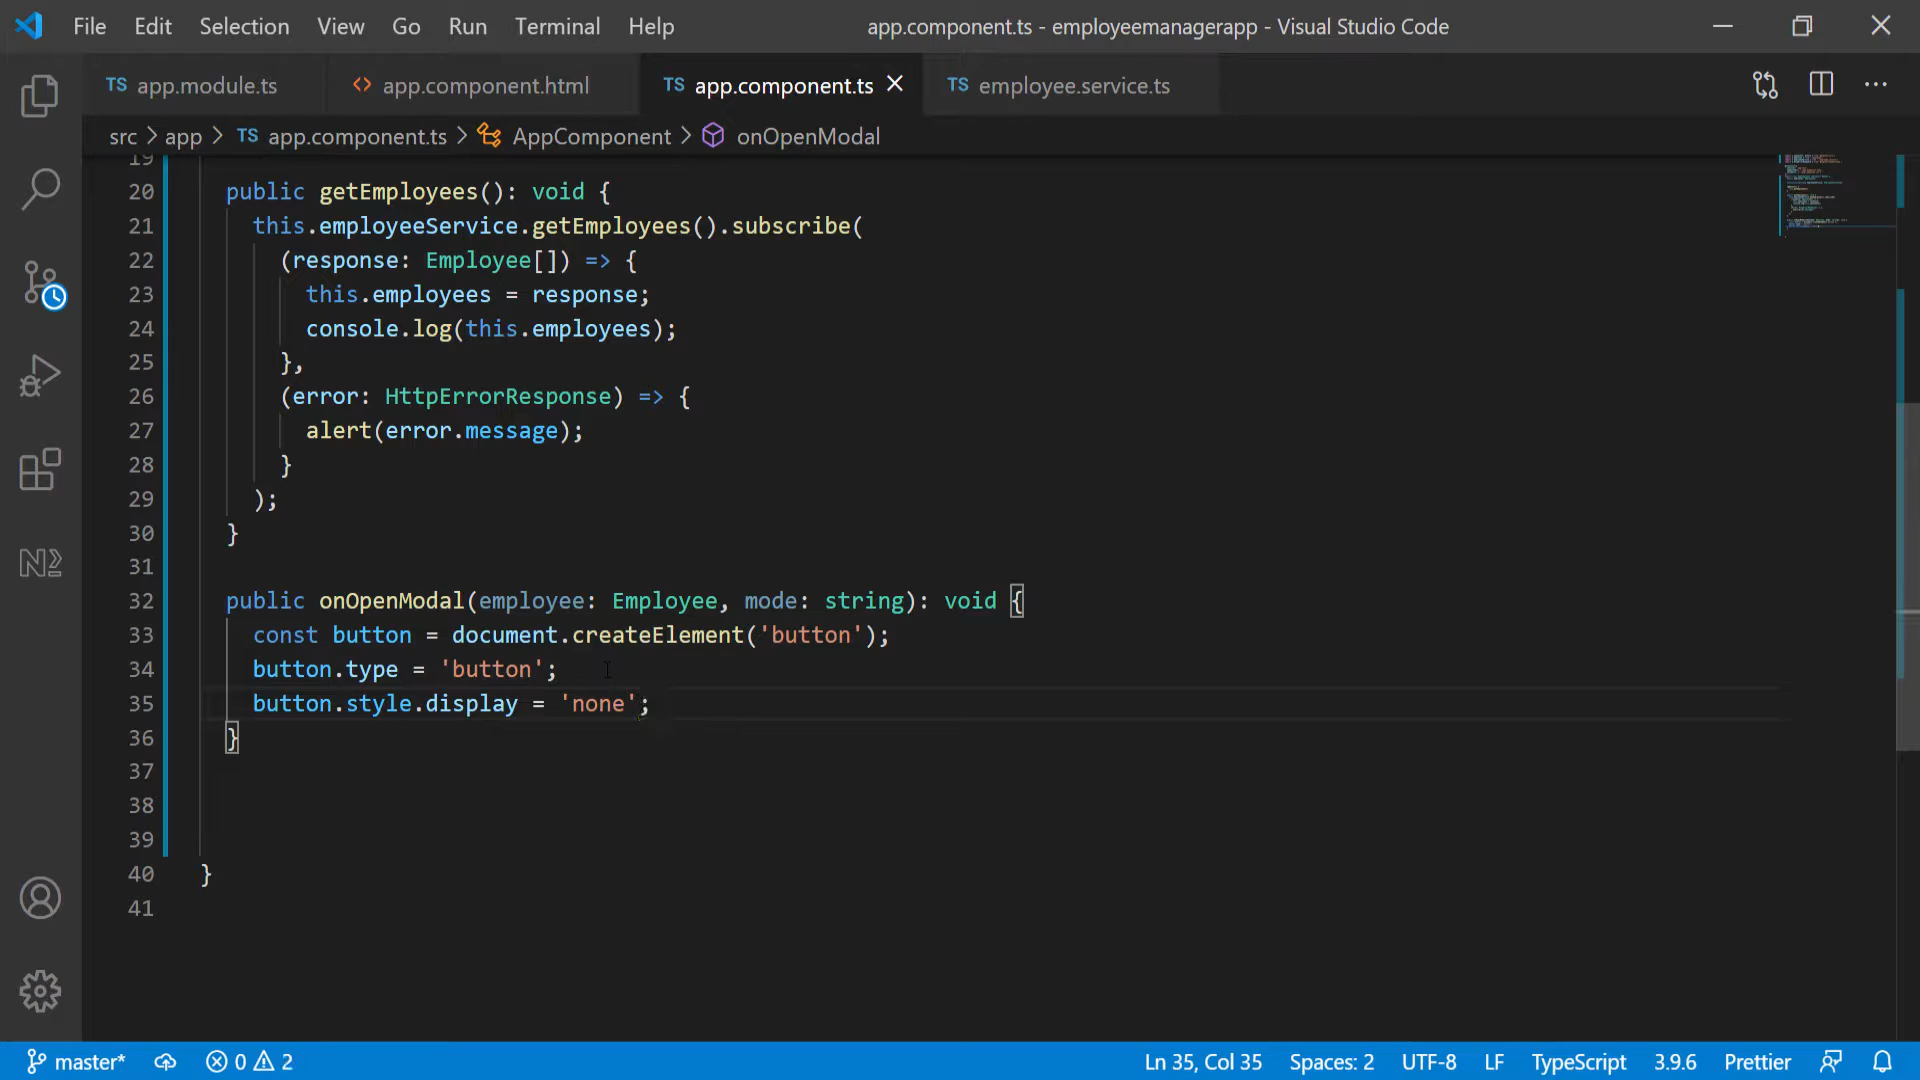 File Edit Selection View Go Run Terminal Help app.component.ts - employeemanagerapp - Visual Studio Code
TS app.module.ts <> app.component.html TS app.component.ts TS employee.service.ts
src > app > TS app.component.ts > AppComponent > onOpenModal
19
20 public getEmployees(): void {
21 this.employeeService.getEmployees().subscribe(
22 (response: Employee[]) => {
23 this.employees = response;
24 console.log(this.employees);
25 },
26 (error: HttpErrorResponse) => {
27 alert(error.message);
28 }
29 );
30 }
31
32 public onOpenModal(employee: Employee, mode: string): void {
33 const button = document.createElement('button');
34 button.type = 'button';
35 button.style.display = 'none';
36 }
37
38
39
40 }
41
master* 0 2 Ln 35, Col 35 Spaces: 2 UTF-8 LF TypeScript 3.9.6 Prettier